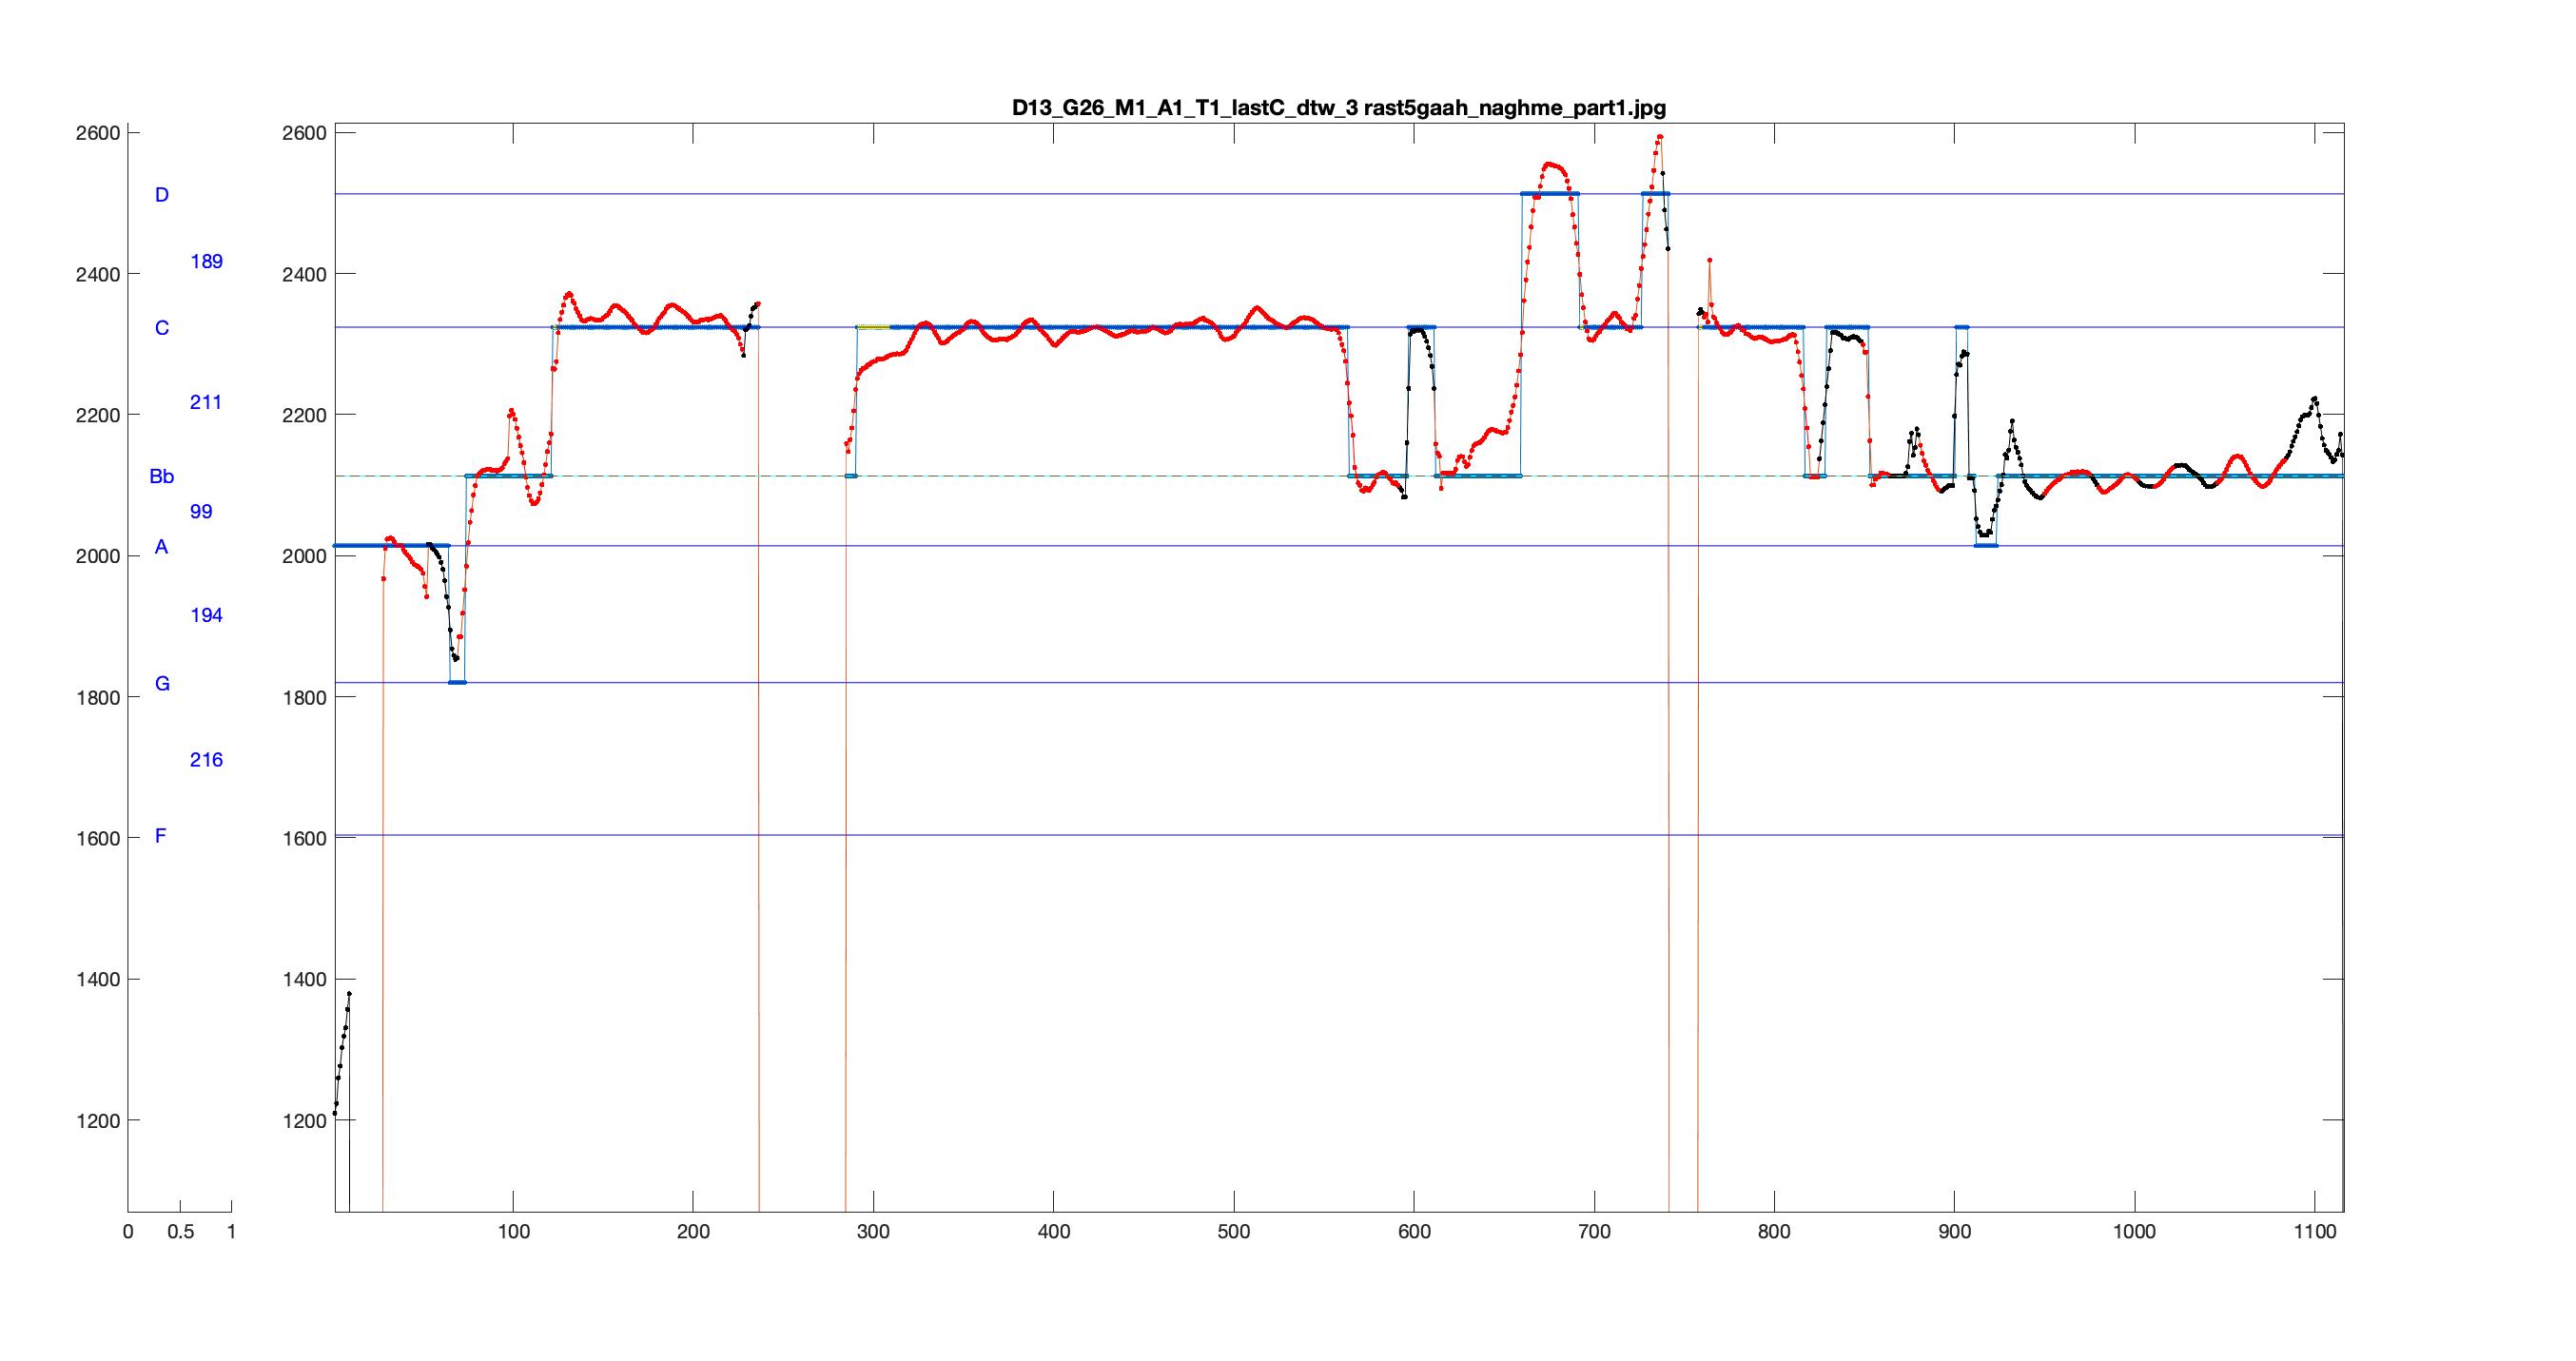 D13_G26_M1_A1_T1_lastC_dtw_3 rast5gaah_naghme_part1.jpg
2600 2600
D
189
2400 2400
C
211
2200 2200
Bb
99
A
2000 2000
194
G
1800 1800
216
F
1600 1600
1400 1400
1200 1200
0 0.5 1 100 200 300 400 500 600 700 800 900 1000 1100